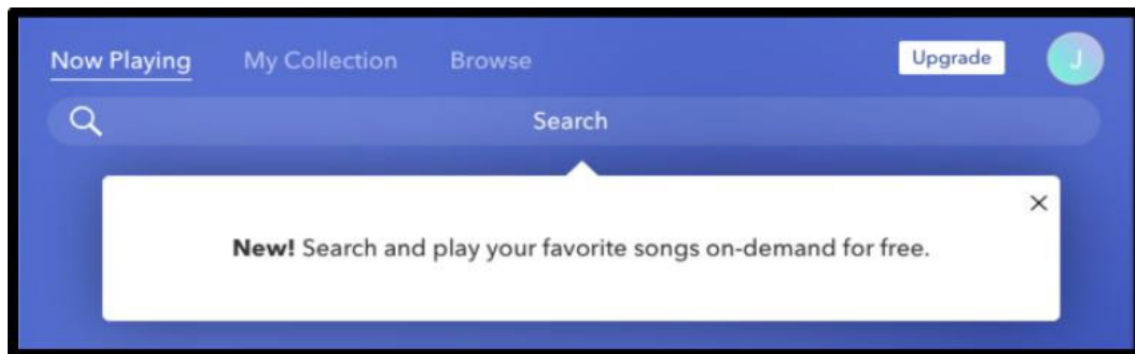 Now Playing My Collection Browse Upgrade J
Search
New! Search and play your favorite songs on-demand for free.